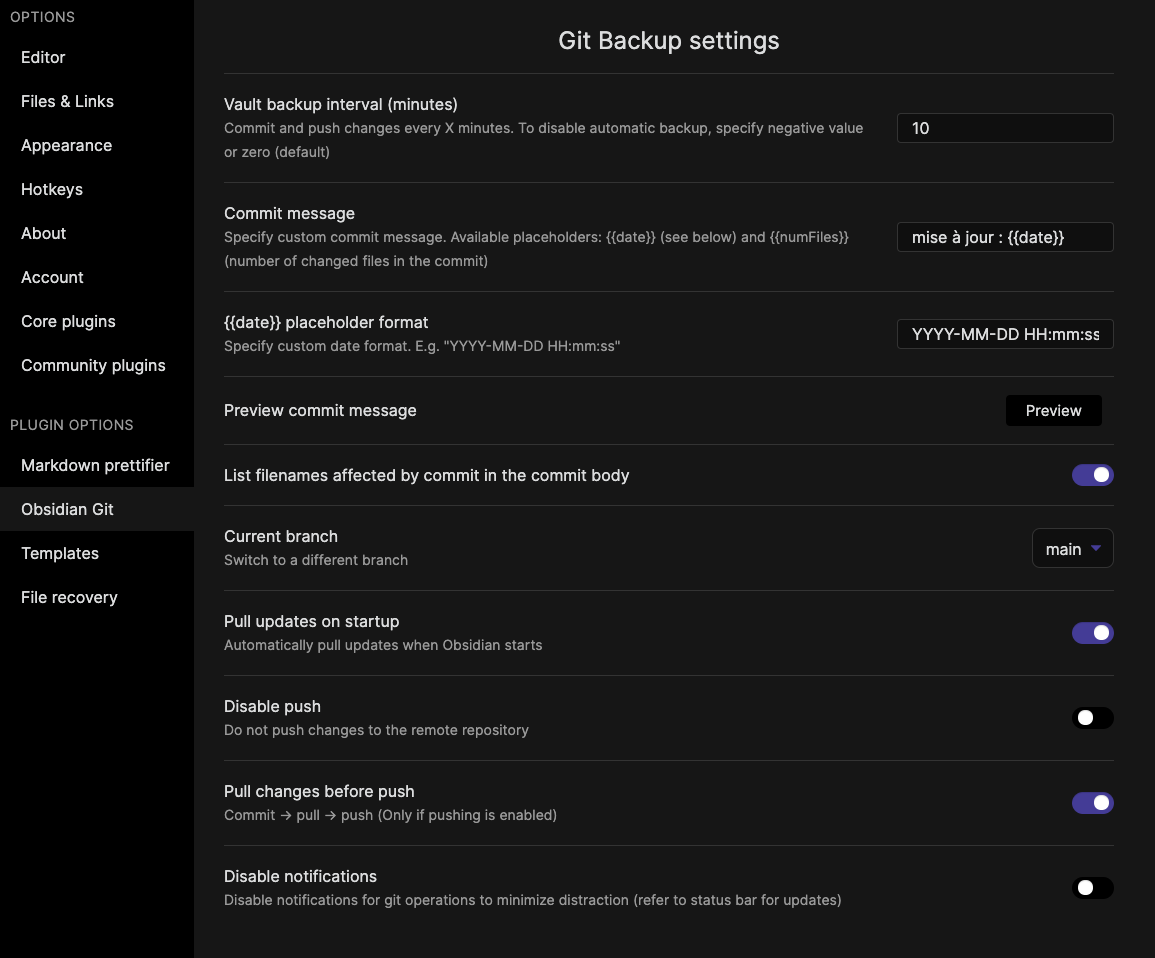 OPTIONS
Editor
Files & Links
Appearance
Hotkeys
About
Account
Core plugins
Community plugins
PLUGIN OPTIONS
Markdown prettifier
Obsidian Git
Templates
File recovery
Git Backup settings
Vault backup interval (minutes)
Commit and push changes every X minutes. To disable automatic backup, specify negative value
or zero (default)
10
Commit message
Specify custom commit message. Available placeholders: {{date}} (see below) and {{numFiles}}
(number of changed files in the commit)
mise à jour : {{date}}
{{date}} placeholder format
Specify custom date format. E.g. "YYYY-MM-DD HH:mm:ss"
YYYY-MM-DD HH:mm:ss
Preview commit message
Preview
List filenames affected by commit in the commit body
Current branch
Switch to a different branch
main
Pull updates on startup
Automatically pull updates when Obsidian starts
Disable push
Do not push changes to the remote repository
Pull changes before push
Commit → pull → push (Only if pushing is enabled)
Disable notifications
Disable notifications for git operations to minimize distraction (refer to status bar for updates)